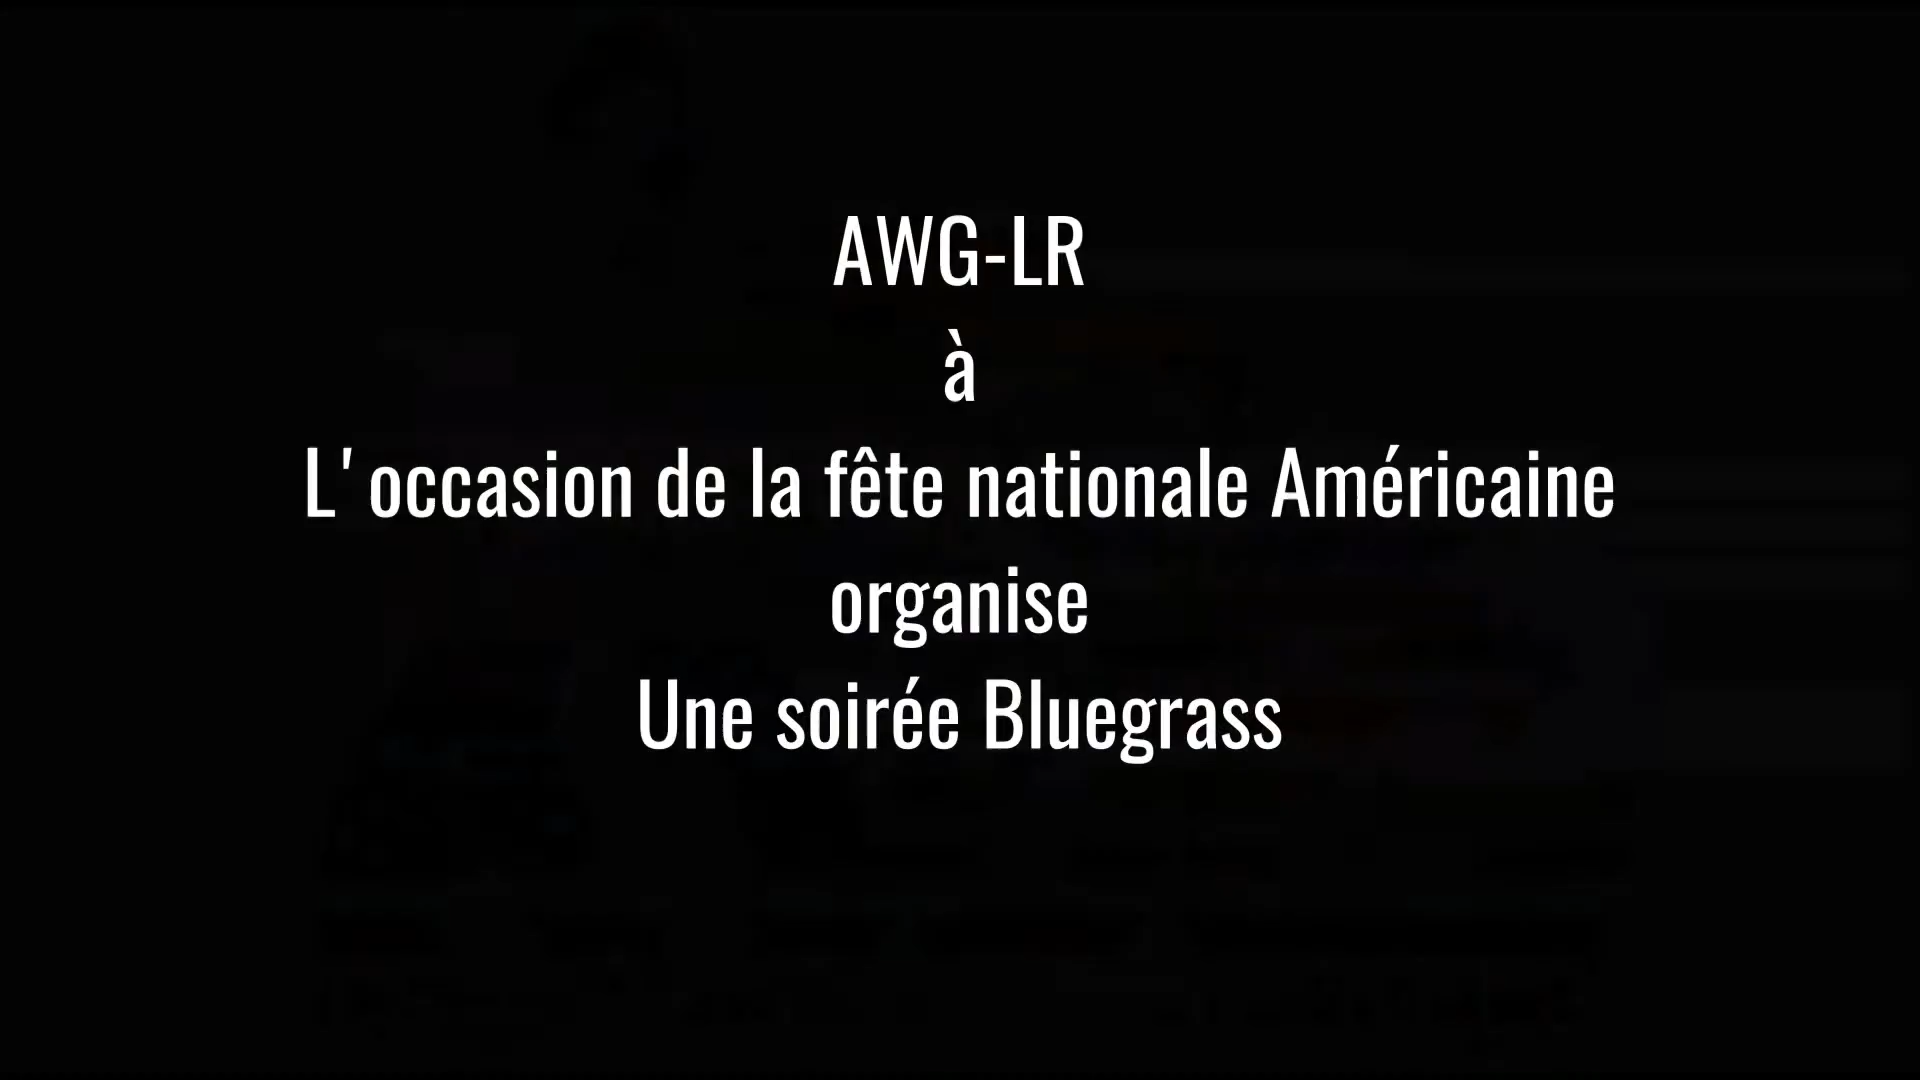 AWG-LR
à
L'occasion de la fête nationale Américaine
organise
Une soirée Bluegrass